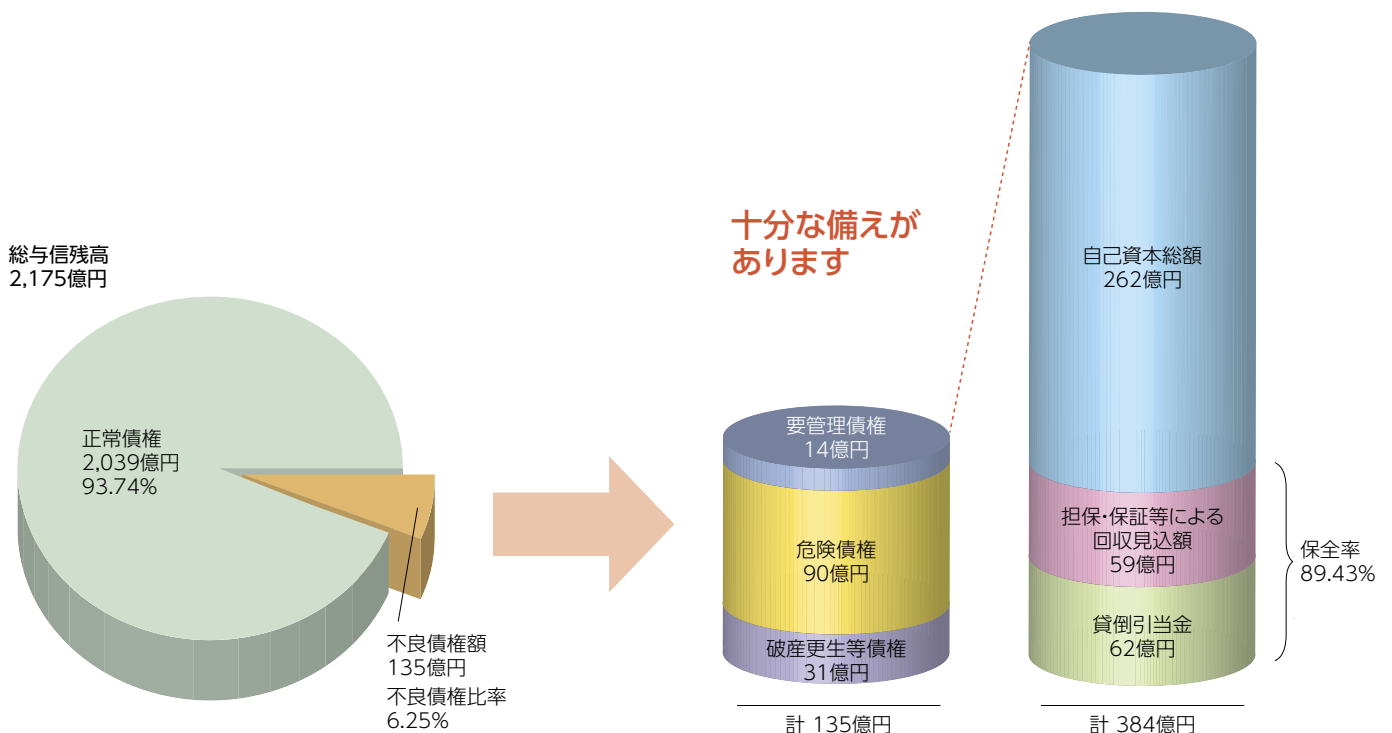 総与信残高
2,175億円
正常債権
2,039億円
93.74%
不良債権額
135億円
不良債権比率
6.25%
十分な備えが
あります
要管理債権
14億円
危険債権
90億円
破産更生等債権
31億円
計 135億円
自己資本総額
262億円
担保・保証等による
回収見込額
59億円
貸倒引当金
62億円
計 384億円
保全率
89.43%